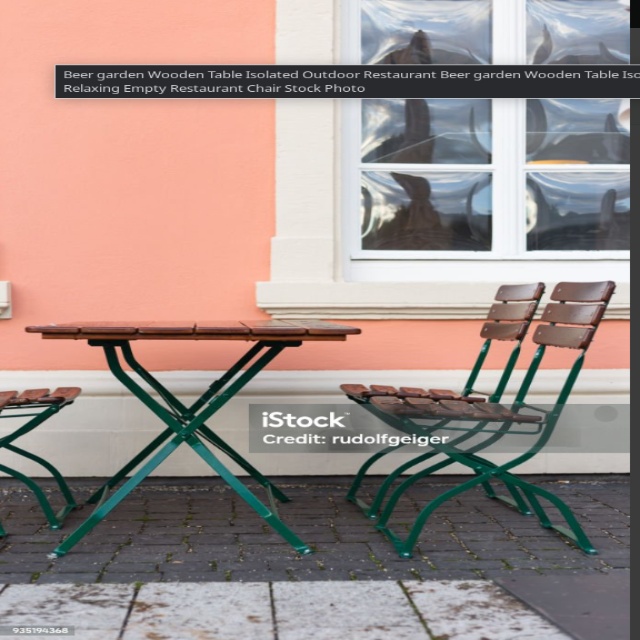 Beer garden Wooden Table Isolated Outdoor Restaurant Beer garden Wooden Table Iso
Relaxing Empty Restaurant Chair Stock Photo
iStock™
Credit: rudolfgeiger
935194368